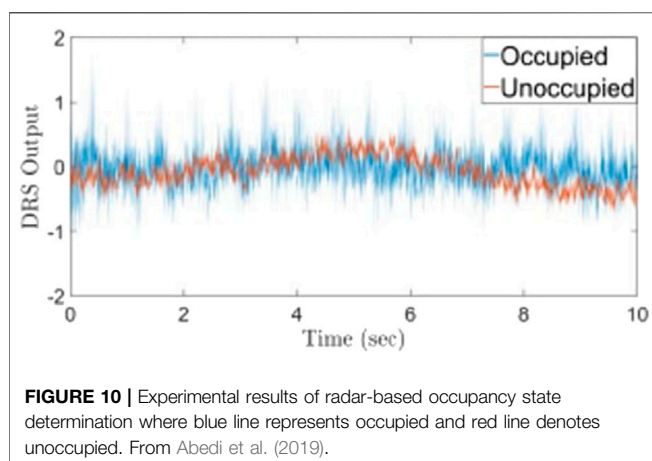 2
1
0
-1
-2
DRS Output
Occupied
Unoccupied
0
2
4
6
8
10
Time (sec)
FIGURE 10 | Experimental results of radar-based occupancy state
determination where blue line represents occupied and red line denotes
unoccupied. From Abedi et al. (2019).